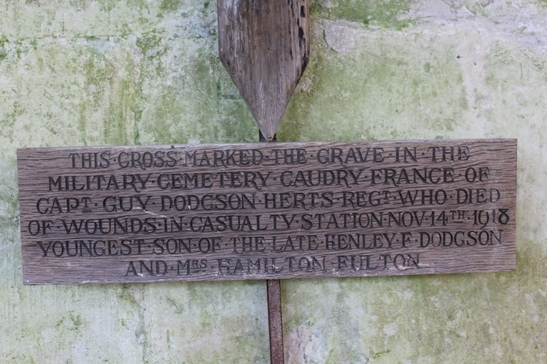 THIS·CROSS·MARKED·THE·GRAVE·IN·THE
MILITARY·CEMETERY·CAUDRY·FRANCE·OF
CAPT·GUY·DODGSON·HERTS·REGT·WHO·DIED
OF·WOUNDS·IN·CASUALTY·STATION·NOV·14TH·1918
YOUNGEST·SON·OF·THE·LATE·HENLEY·F·DODGSON
AND·MRS·HAMILTON·FULTON